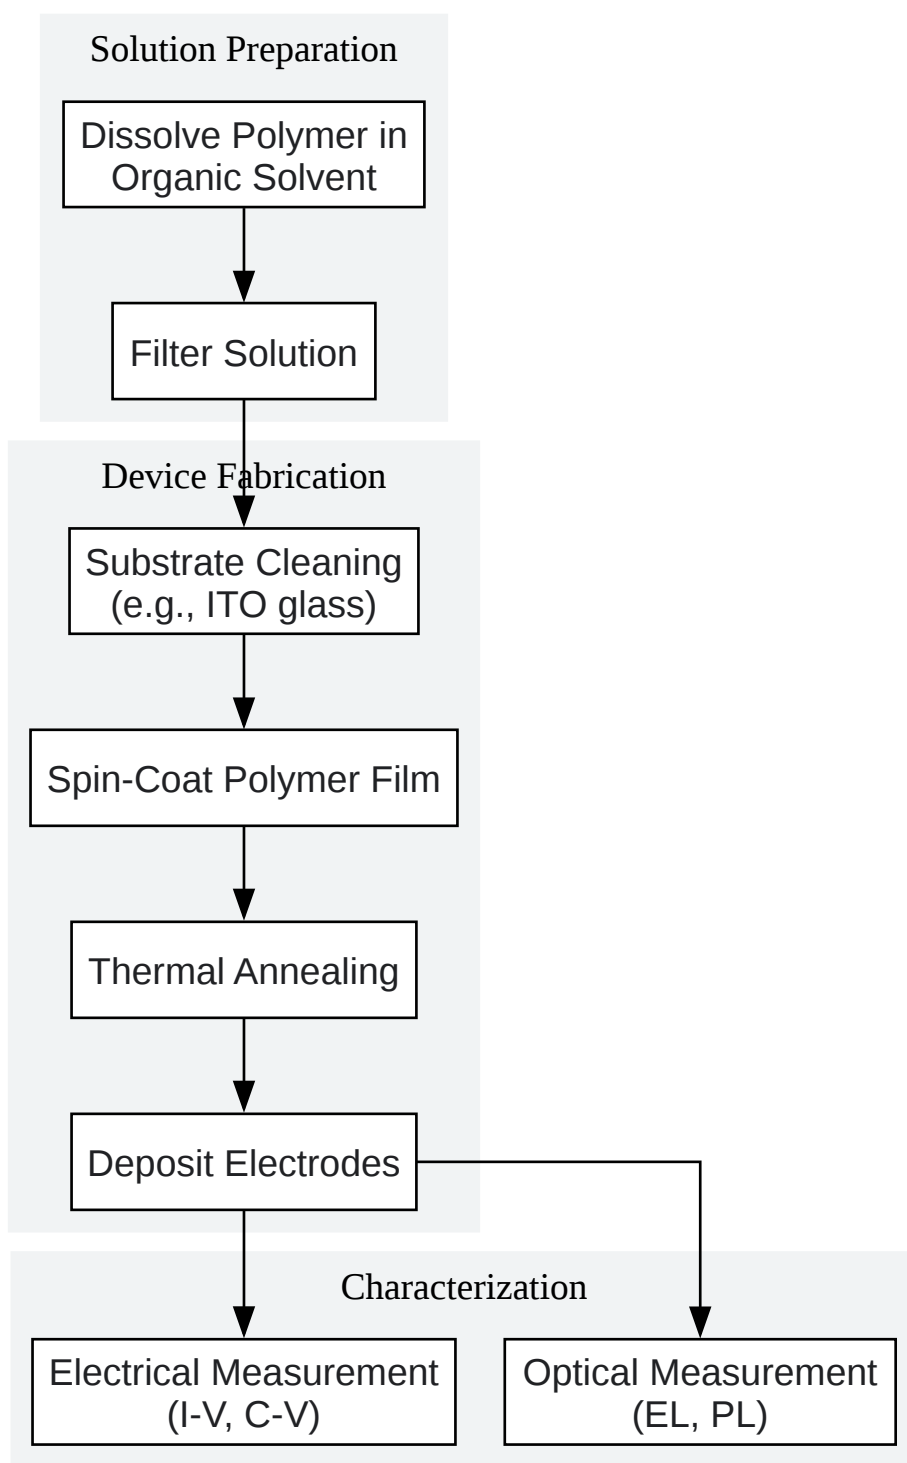 Solution Preparation
Dissolve Polymer in
Organic Solvent
Filter Solution
Device Fabrication
Substrate Cleaning
(e.g., ITO glass)
Spin-Coat Polymer Film
Thermal Annealing
Deposit Electrodes
Characterization
Electrical Measurement
(I-V, C-V)
Optical Measurement
(EL, PL)